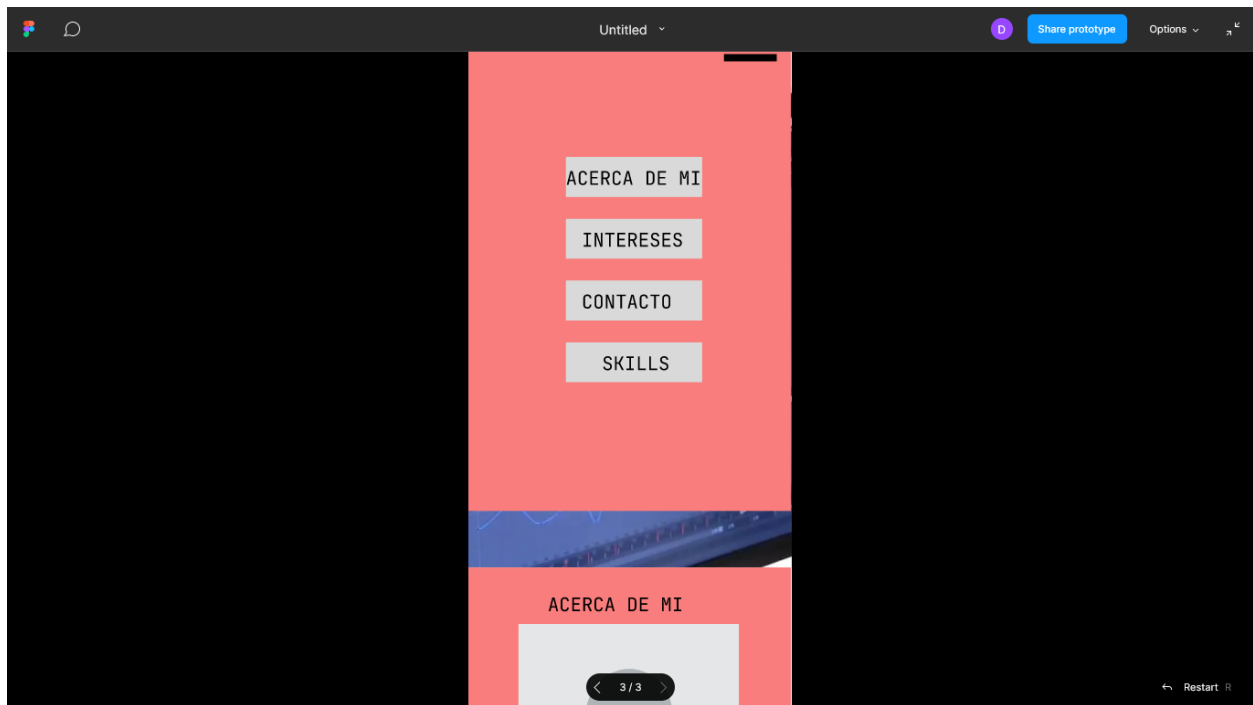 Untitled
D
Share prototype
Options
ACERCA DE MI
INTERESES
CONTACTO
SKILLS
ACERCA DE MI
3 / 3
Restart R